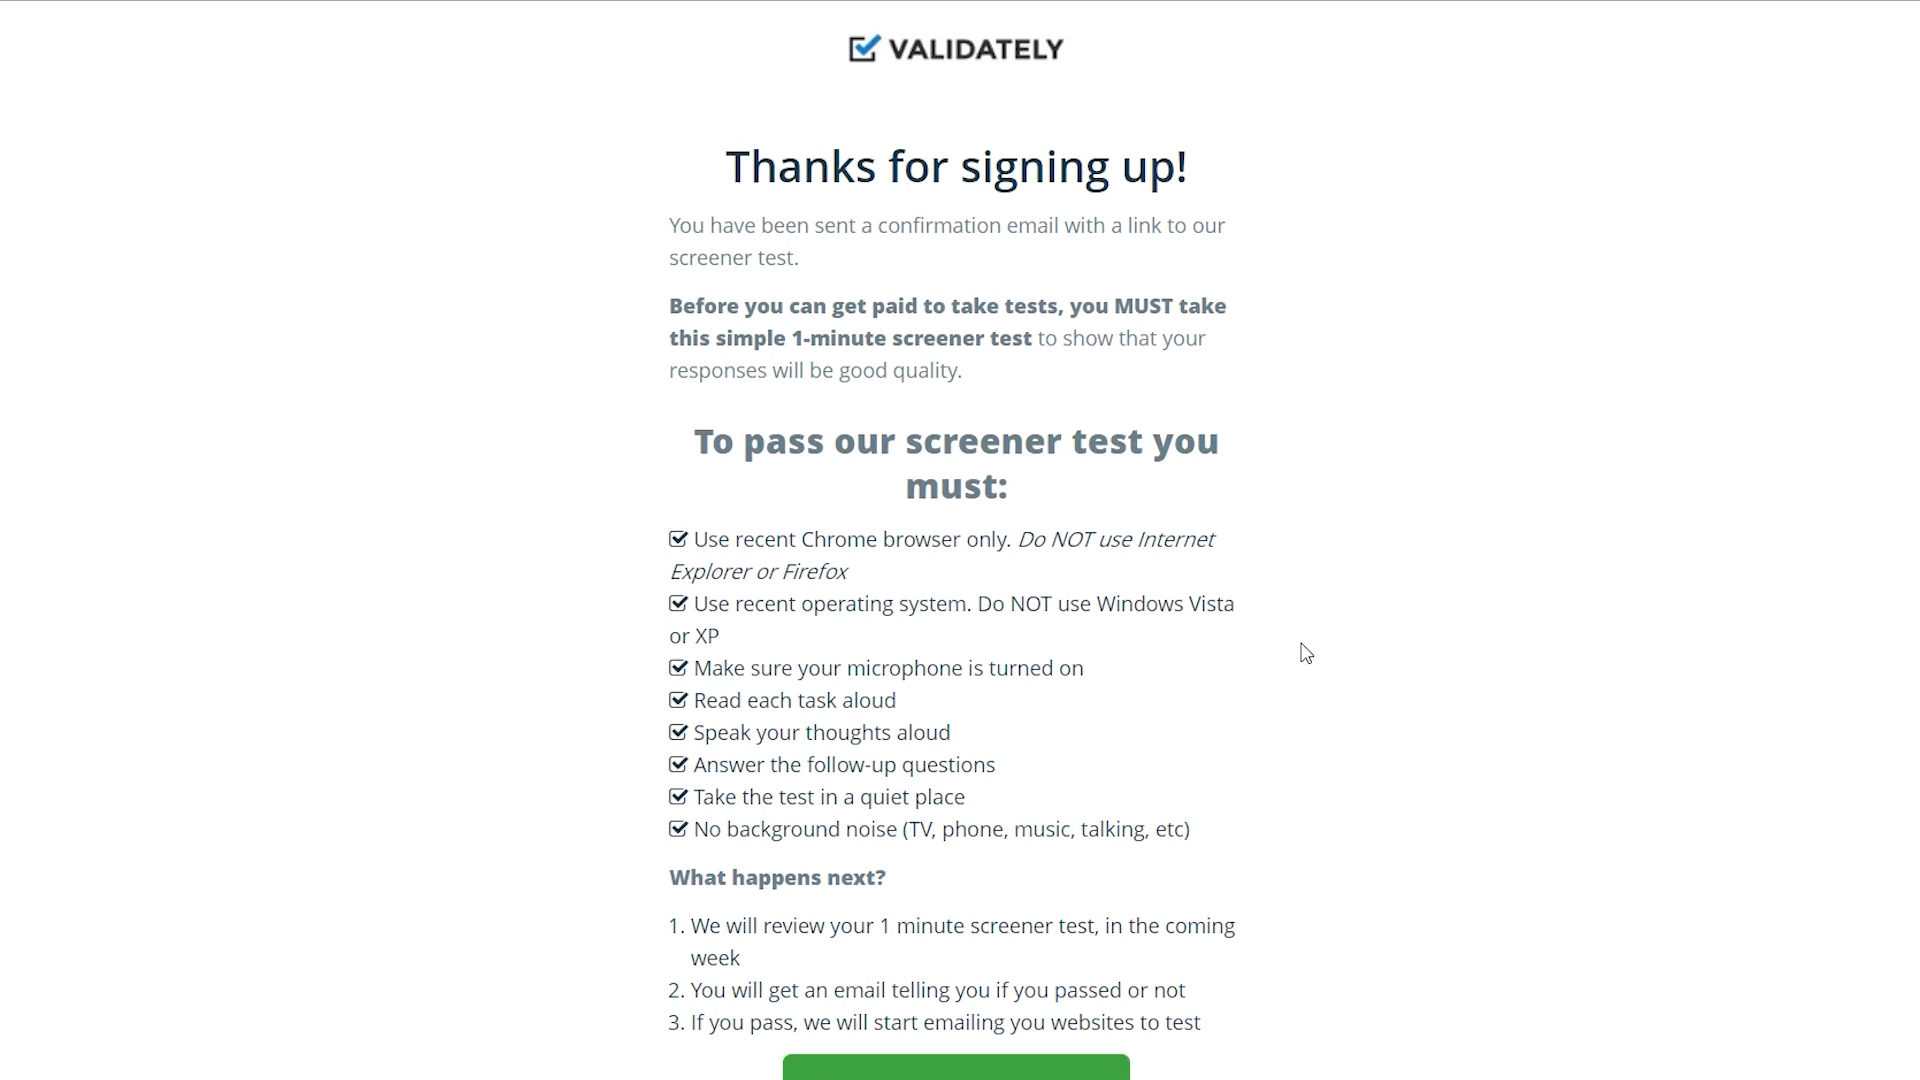 VALIDATELY
Thanks for signing up!
You have been sent a confirmation email with a link to our
screener test.
Before you can get paid to take tests, you MUST take
this simple 1-minute screener test to show that your
responses will be good quality.
To pass our screener test you
must:
Use recent Chrome browser only. Do NOT use Internet
Explorer or Firefox
Use recent operating system. Do NOT use Windows Vista
or XP
Make sure your microphone is turned on
Read each task aloud
Speak your thoughts aloud
Answer the follow-up questions
Take the test in a quiet place
No background noise (TV, phone, music, talking, etc)
What happens next?
1. We will review your 1 minute screener test, in the coming
week
2. You will get an email telling you if you passed or not
3. If you pass, we will start emailing you websites to test